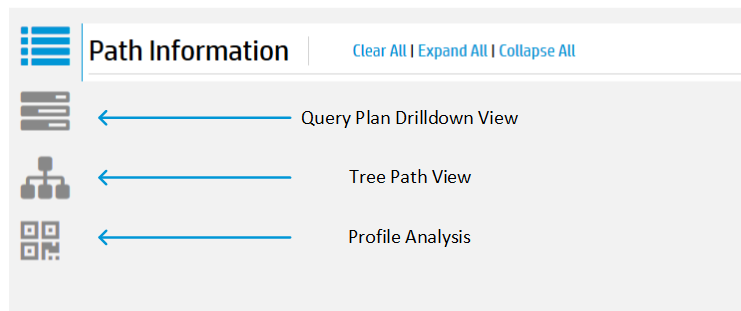 Path Information
Clear All | Expand All | Collapse All
Query Plan Drilldown View
Tree Path View
Profile Analysis